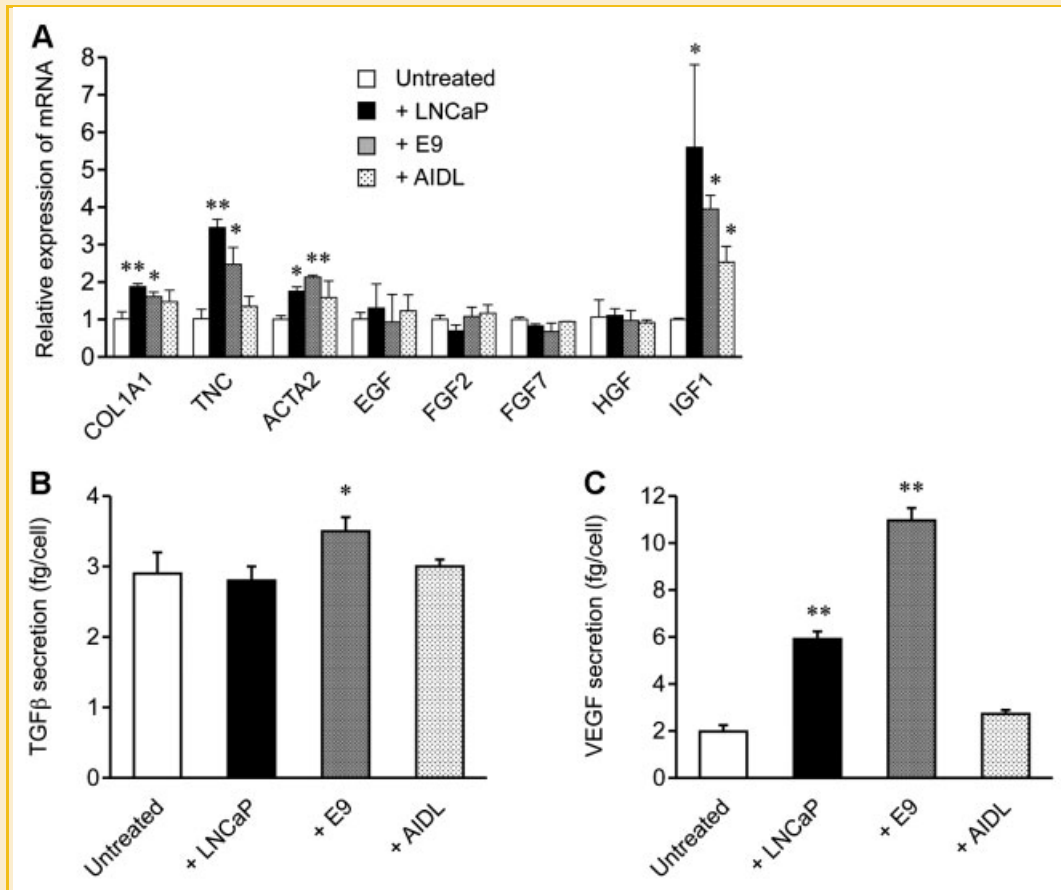 A
Relative expression of mRNA
8
7
6
5
4
3
2
1
0
Untreated
+ LNCaP
+ E9
+ AIDL
** *
** *
* **
*
*
*
COL1A1
TNC
ACTA2
EGF
FGF2
FGF7
HGF
IGF1
B
TGFβ secretion (fg/cell)
4
3
2
1
0
*
Untreated
+ LNCaP
+ E9
+ AIDL
C
VEGF secretion (fg/cell)
12
10
8
6
4
2
0
**
**
Untreated
+ LNCaP
+ E9
+ AIDL